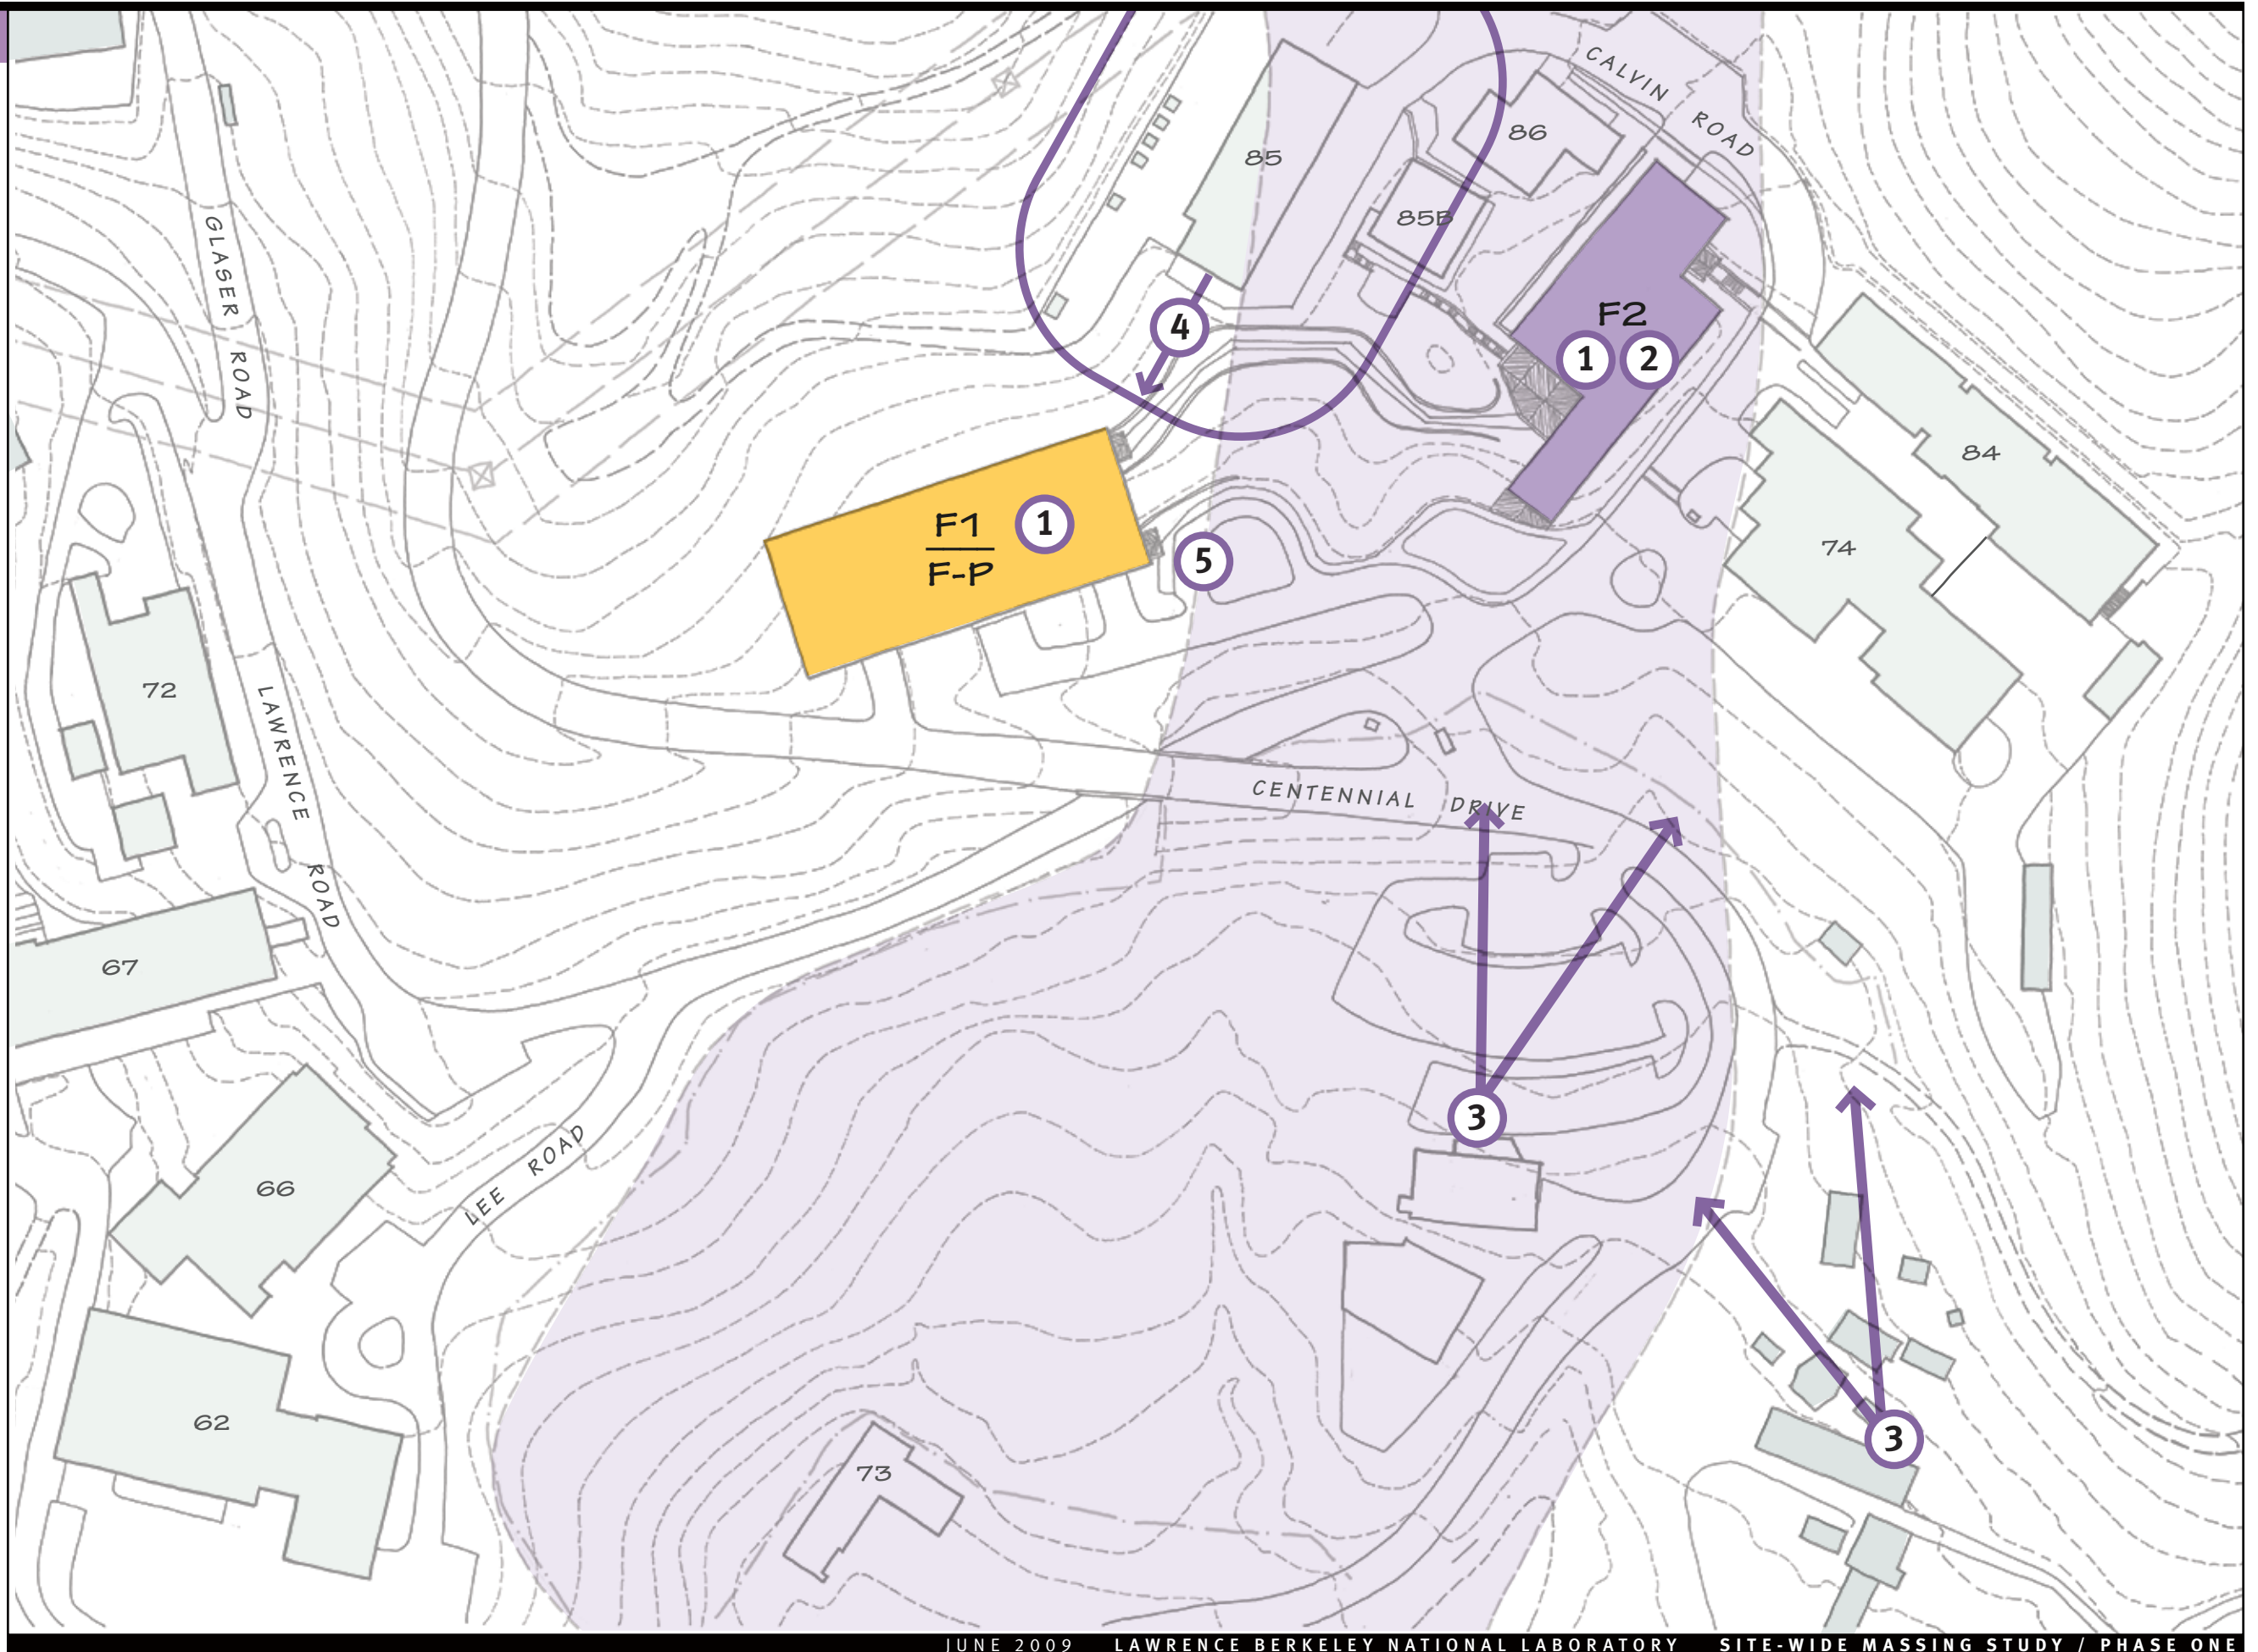 CALVIN ROAD
86
85
85B
GLASER ROAD
F2
4
1 2
84
F1 1
F-P
5
74
72
LAWRENCE ROAD
CENTENNIAL DRIVE
67
3
LEE ROAD
66
62
73
3
JUNE 2009 LAWRENCE BERKELEY NATIONAL LABORATORY SITE-WIDE MASSING STUDY / PHASE ONE